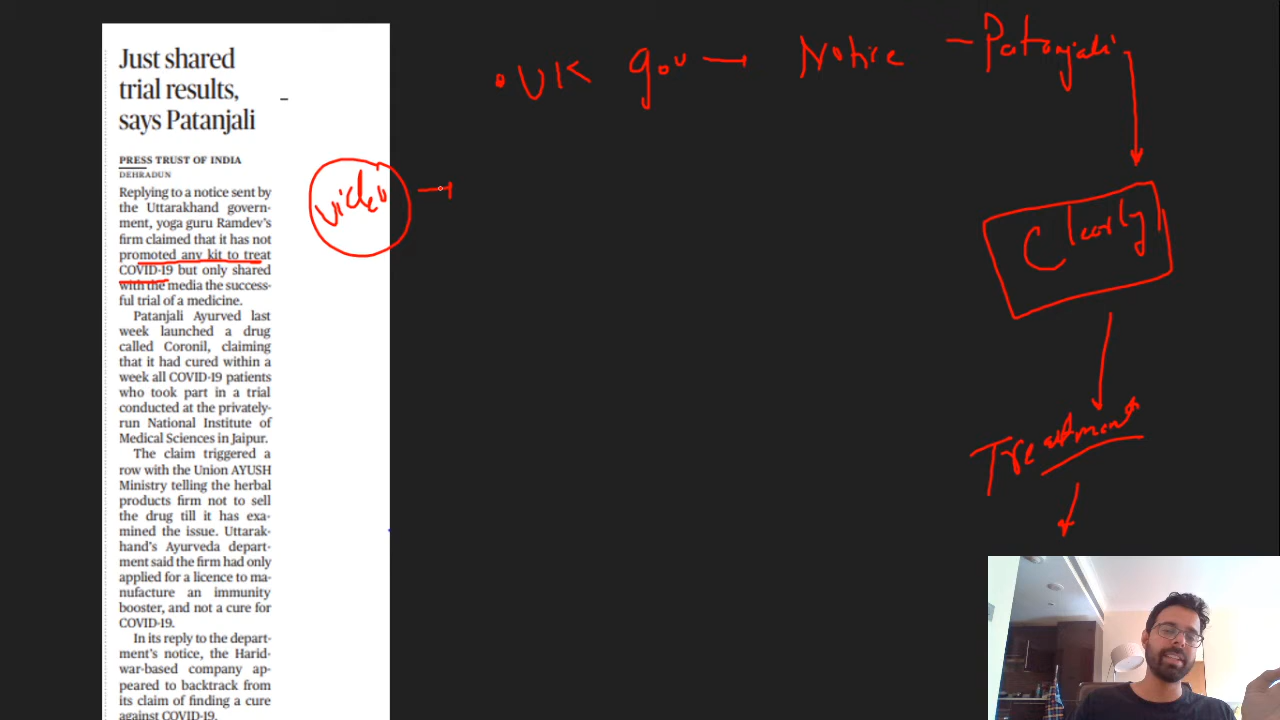 Just shared
trial results,
says Patanjali
PRESS TRUST OF INDIA
DEHRADUN
Replying to a notice sent by
the Uttarakhand govern-
ment, yoga guru Ramdev's
firm claimed that it has not
promoted any kit to treat
COVID-19 but only shared
with the media the success-
ful trial of a medicine.
Patanjali Ayurved last
week launched a drug
called Coronil, claiming
that it had cured within a
week all COVID-19 patients
who took part in a trial
conducted at the privately-
run National Institute of
Medical Sciences in Jaipur.
The claim triggered a
row with the Union AYUSH
Ministry telling the herbal
products firm not to sell
the drug till it has exa-
mined the issue. Uttarak-
hand's Ayurveda depart-
ment said the firm had only
applied for a licence to ma-
nufacture an immunity
booster, and not a cure for
COVID-19.
In its reply to the depart-
ment's notice, the Harid-
war-based company ap-
peared to backtrack from
its claim of finding a cure
against COVID-19.
Video
UK gov → Notice - Patanjali
Clearly
Treatment